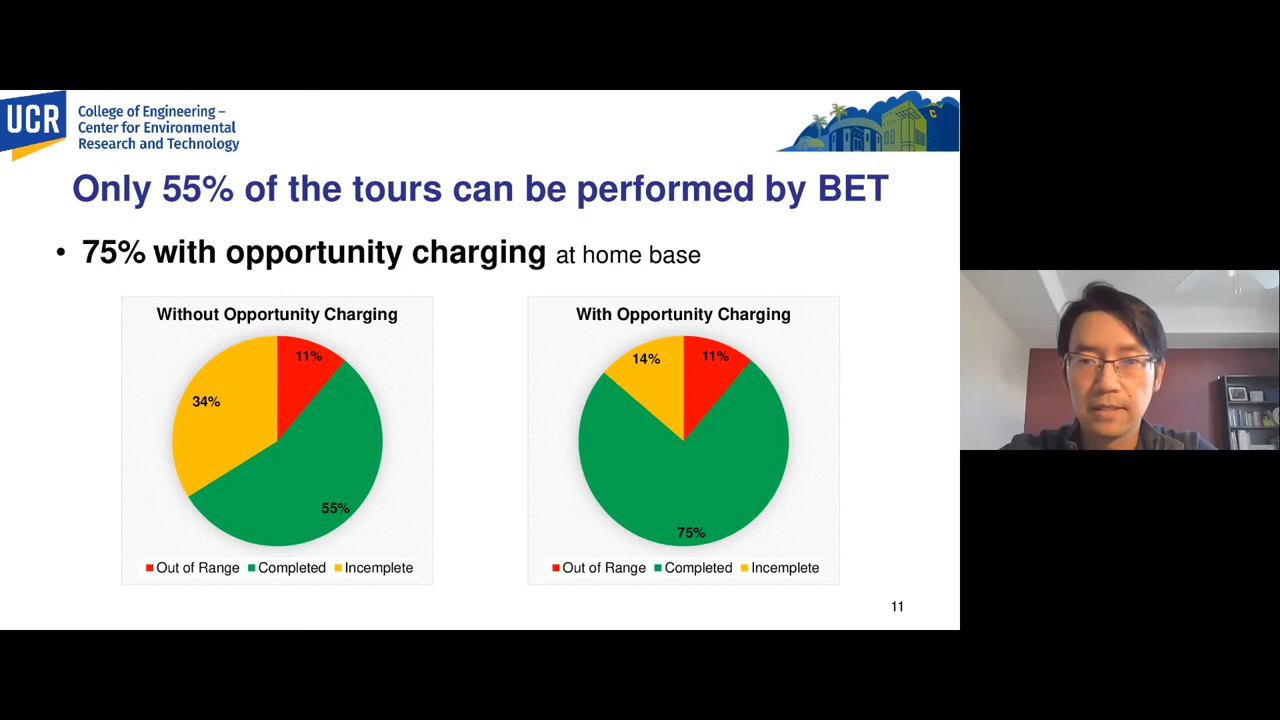 UCR
College of Engineering –
Center for Environmental
Research and Technology
C
Only 55% of the tours can be performed by BET
• 75% with opportunity charging at home base
Without Opportunity Charging
11%
34%
55%
Out of Range Completed Incemplete
With Opportunity Charging
14%
11%
75%
Out of Range Completed Incemplete
11